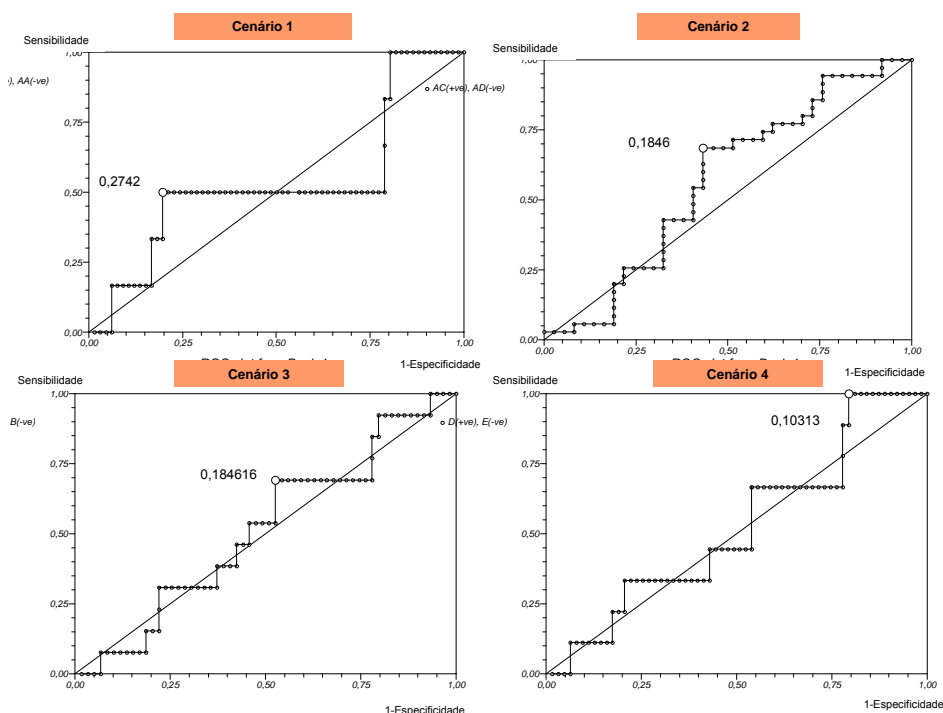 Cenário 1
Sensibilidade
1,00
), AA(-ve)
AC(+ve), AD(-ve)
0,75
0,2742
0,50
0,25
0,00
0,00 0,25 0,50 0,75 1,00
1-Especificidade
Cenário 2
Sensibilidade
1,00
0,75
0,1846
0,50
0,25
0,00
0,00 0,25 0,50 0,75 1,00
1-Especificidade
Cenário 3
Sensibilidade
1,00
B(-ve)
D(+ve), E(-ve)
0,75
0,184616
0,50
0,25
0,00
0,00 0,25 0,50 0,75 1,00
1-Especificidade
Cenário 4
Sensibilidade
1,00
0,10313
0,75
0,50
0,25
0,00
0,00 0,25 0,50 0,75 1,00
1-Especificidade